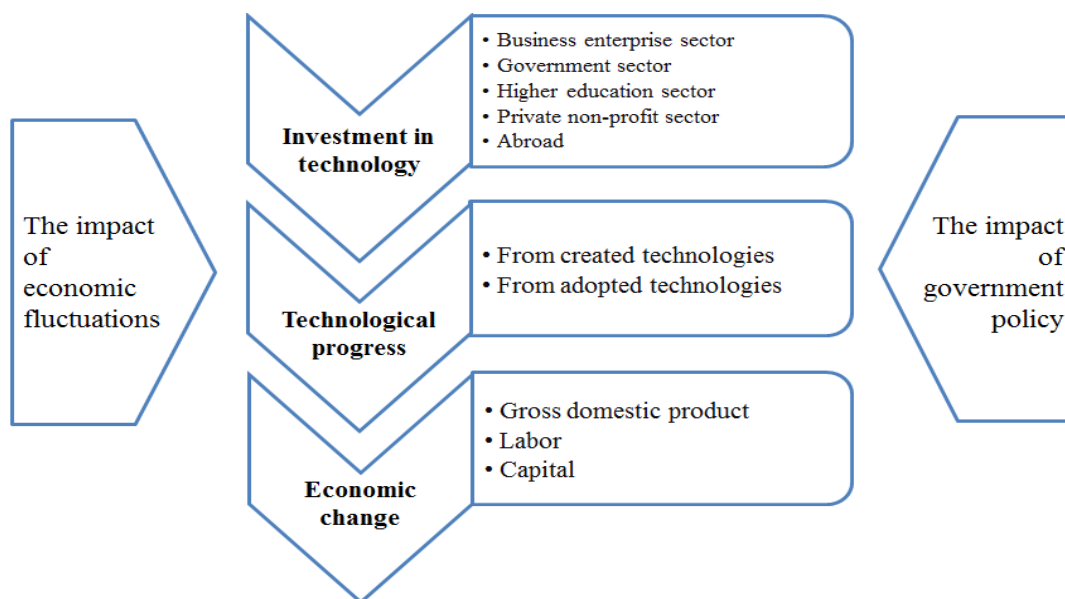 The impact
of
economic
fluctuations
Investment in
technology
• Business enterprise sector
• Government sector
• Higher education sector
• Private non-profit sector
• Abroad
Technological
progress
• From created technologies
• From adopted technologies
Economic
change
• Gross domestic product
• Labor
• Capital
The impact
of
government
policy